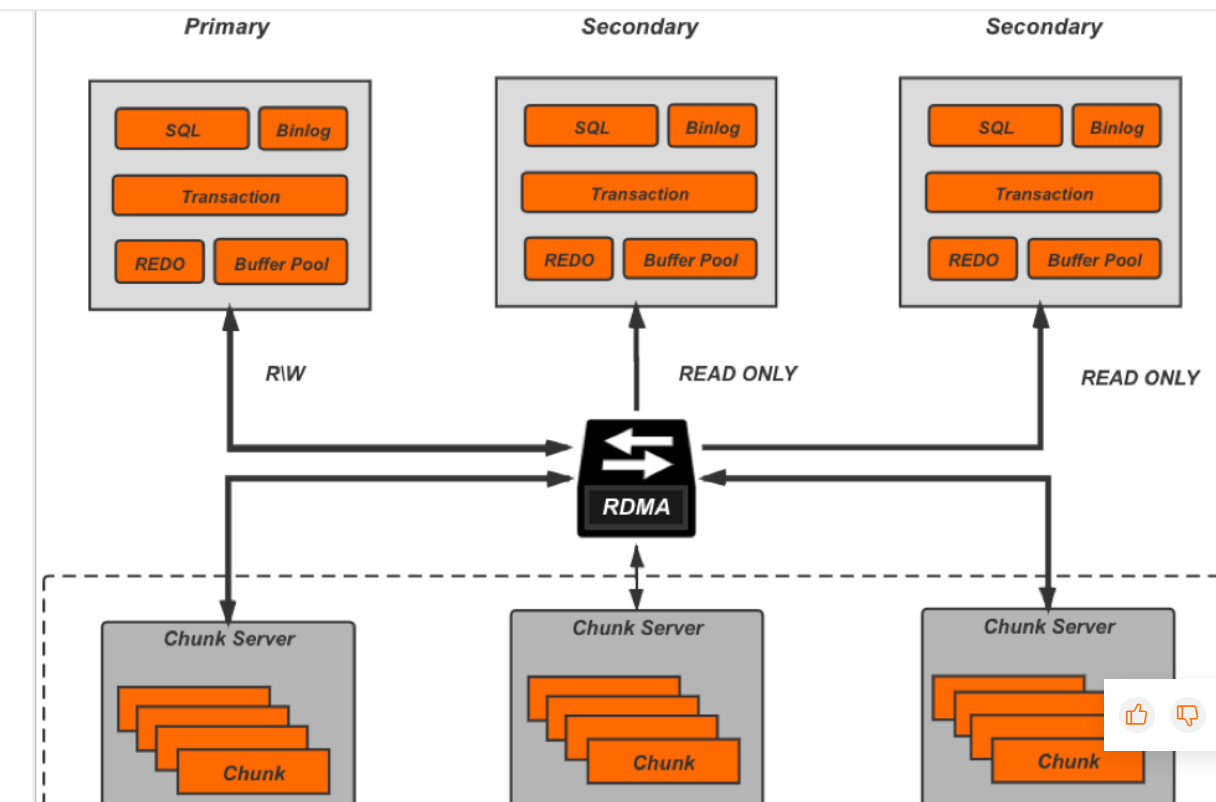 Primary
Secondary
Secondary
SQL
Binlog
SQL
Binlog
SQL
Binlog
Transaction
Transaction
Transaction
REDO
Buffer Pool
REDO
Buffer Pool
REDO
Buffer Pool
R\W
READ ONLY
READ ONLY
RDMA
Chunk Server
Chunk Server
Chunk Server
Chunk
Chunk
Chunk